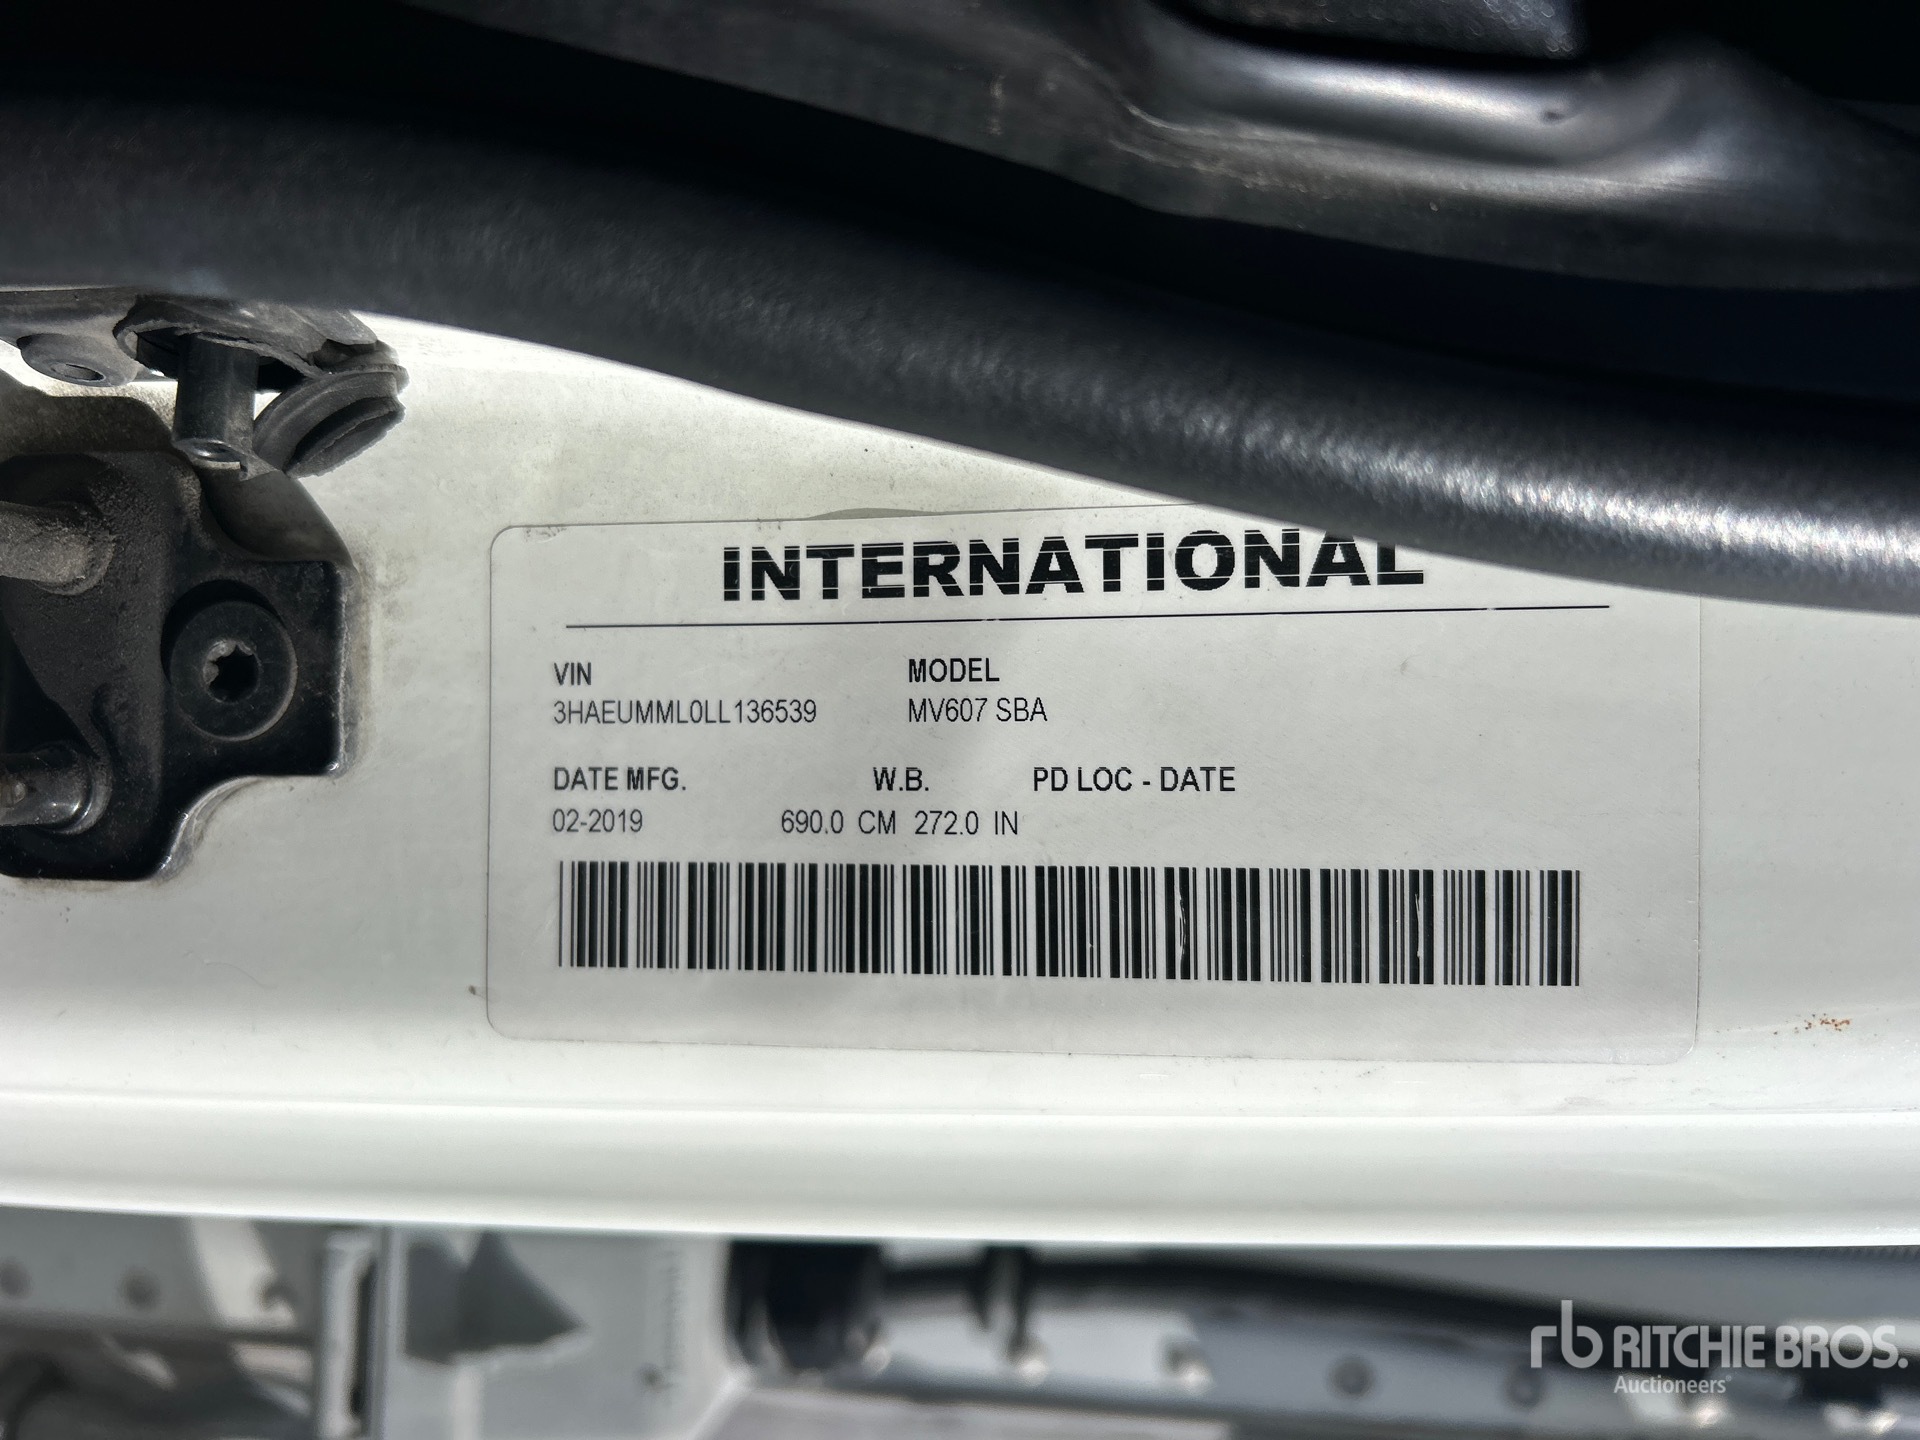 INTERNATIONAL
VIN MODEL
3HAEUMML0LL136539 MV607 SBA
DATE MFG. W.B. PD LOC - DATE
02-2019 690.0 CM 272.0 IN
rb RITCHIE BROS.
Auctioneers